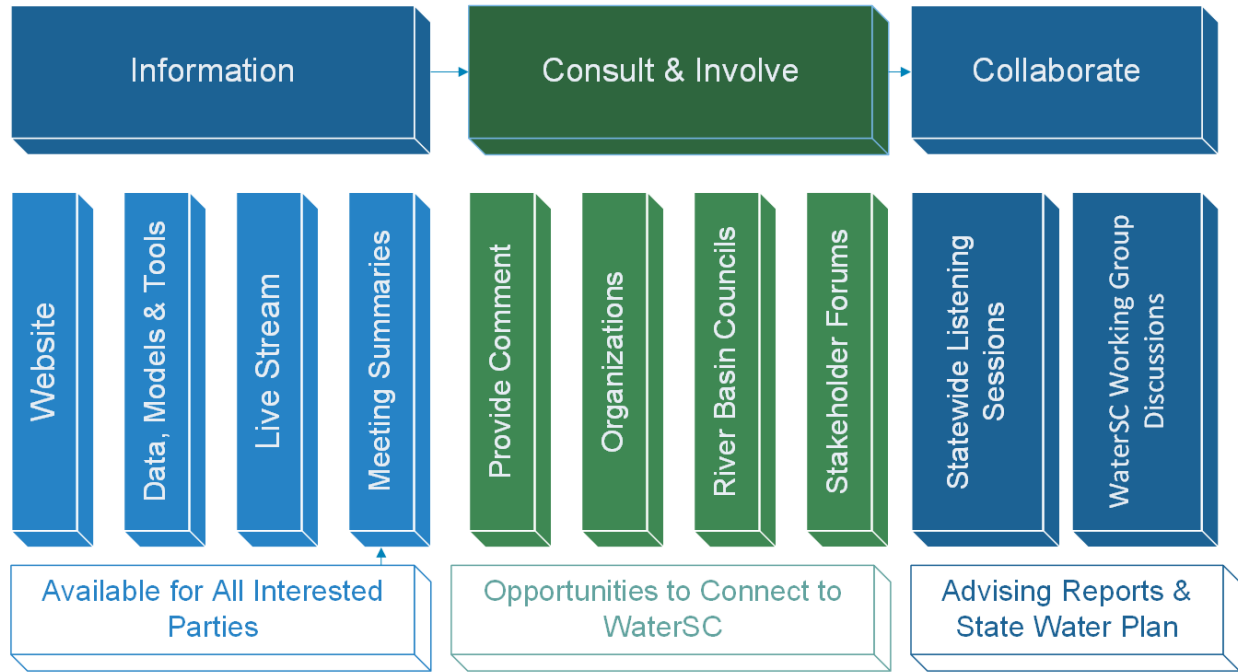 Information
Consult & Involve
Collaborate
Website
Data, Models & Tools
Live Stream
Meeting Summaries
Provide Comment
Organizations
River Basin Councils
Stakeholder Forums
Statewide Listening
Sessions
WaterSC Working Group
Discussions
Available for All Interested
Parties
Opportunities to Connect to
WaterSC
Advising Reports &
State Water Plan